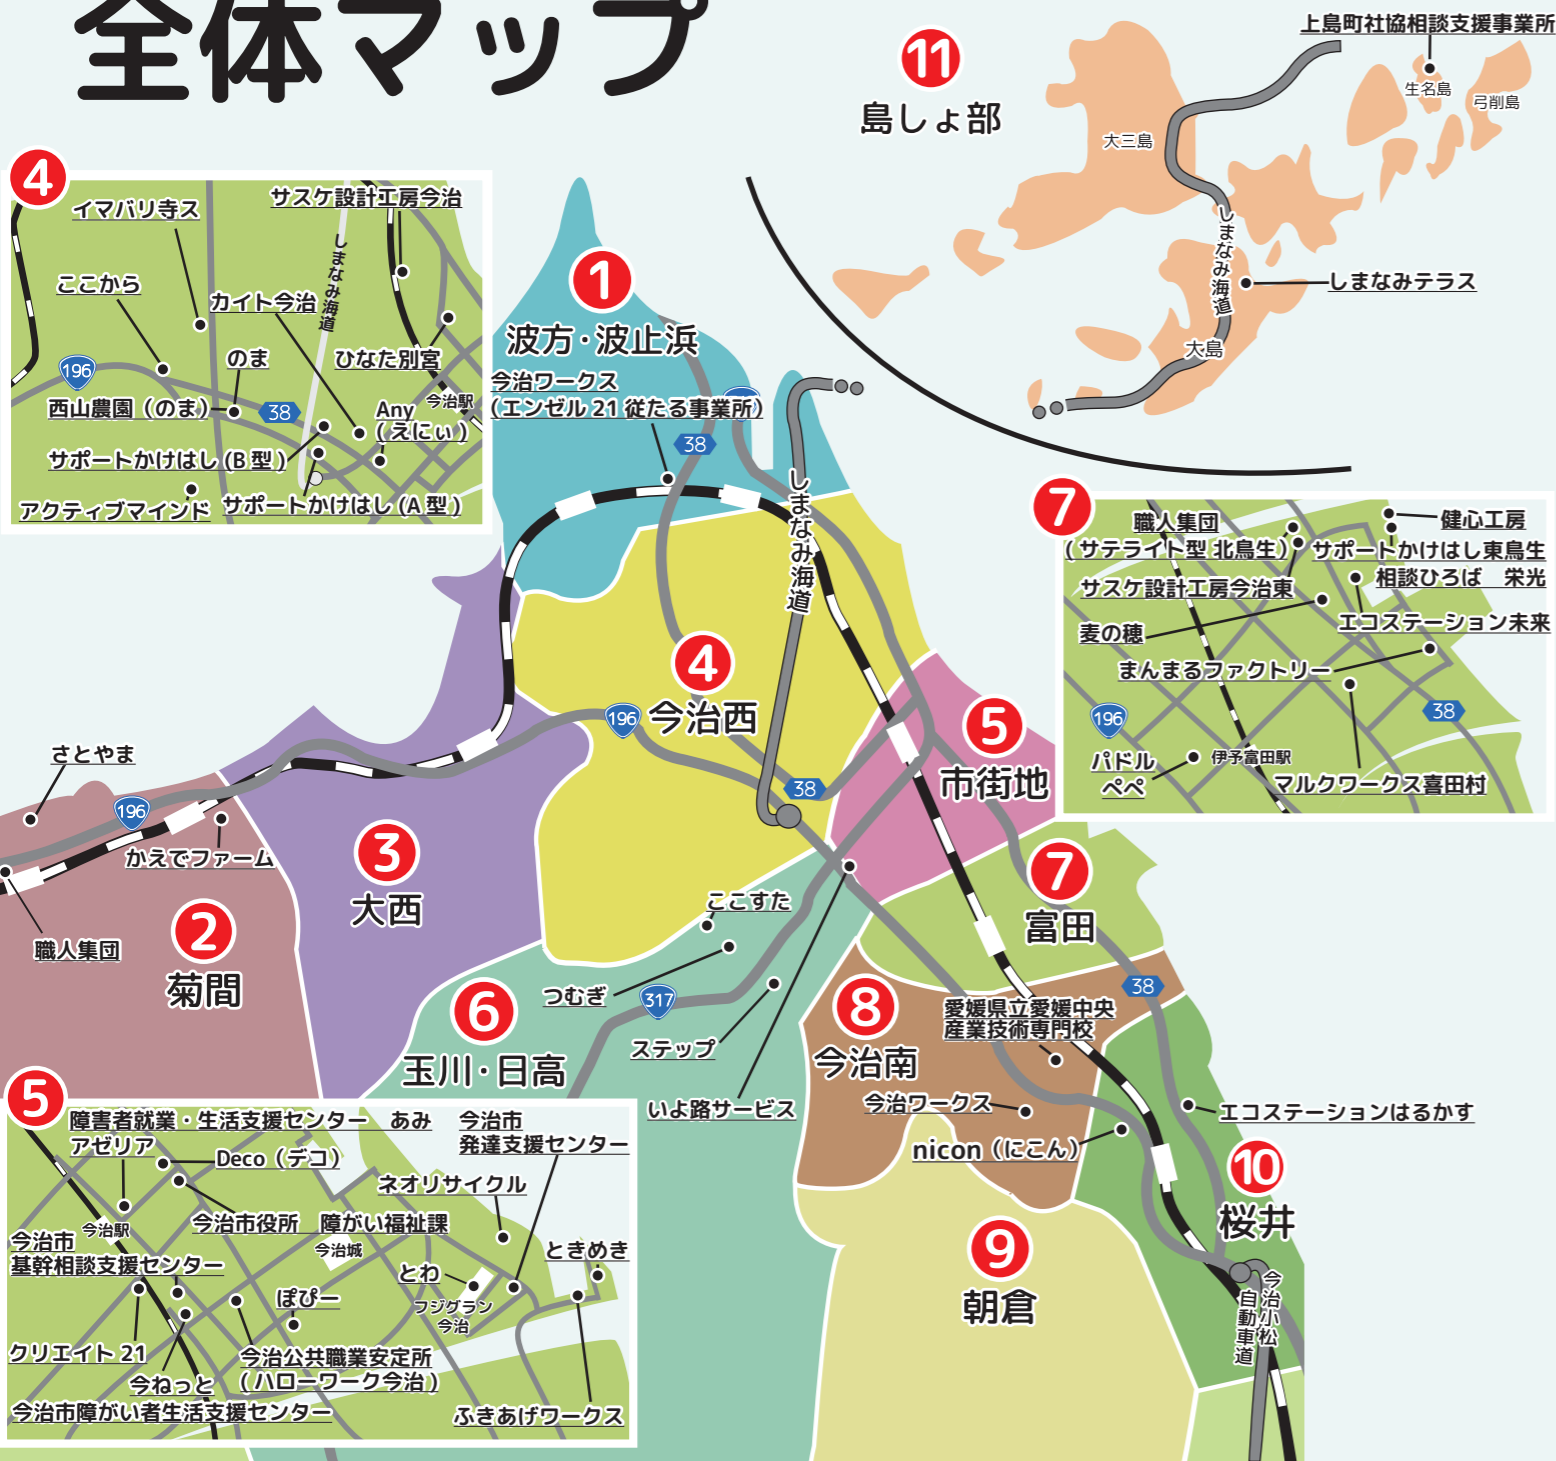 全体マップ
11
島しょ部
上島町社協相談支援事業所
生名島
弓削島
大三島
しまなみ海道
しまなみテラス
大島
4
イマバリ寺ス
サスケ設計工房今治
しまなみ海道
ここから
カイト今治
196
のま
ひなた別宮
西山農園（のま）
38
Any
（えにぃ）
今治駅
サポートかけはし(B型)
アクティブマインド
サポートかけはし(A型)
1
波方・波止浜
今治ワークス
（エンゼル21従たる事業所）
38
しまなみ海道
7
職人集団
（サテライト型 北鳥生）
健心工房
サポートかけはし東鳥生
サスケ設計工房今治東
相談ひろば　栄光
麦の穂
エコステーション未来
まんまるファクトリー
196
38
パドル
ペペ
伊予富田駅
マルクワークス喜田村
4
今治西
196
38
5
市街地
さとやま
196
かえでファーム
職人集団
2
菊間
3
大西
7
富田
ここすた
つむぎ
317
ステップ
いよ路サービス
6
玉川・日高
8
今治南
愛媛県立愛媛中央
産業技術専門校
38
今治ワークス
nicon（にこん）
エコステーションはるかす
10
桜井
9
朝倉
今治小松
自動車道
5
障害者就業・生活支援センター　あみ
今治市
発達支援センター
アゼリア
Deco（デコ）
ネオリサイクル
今治駅
今治市役所　障がい福祉課
今治城
今治市
基幹相談支援センター
ときめき
とわ
フジグラン
今治
ぽぴー
クリエイト21
今治公共職業安定所
(ハローワーク今治)
今ねっと
今治市障がい者生活支援センター
ふきあげワークス